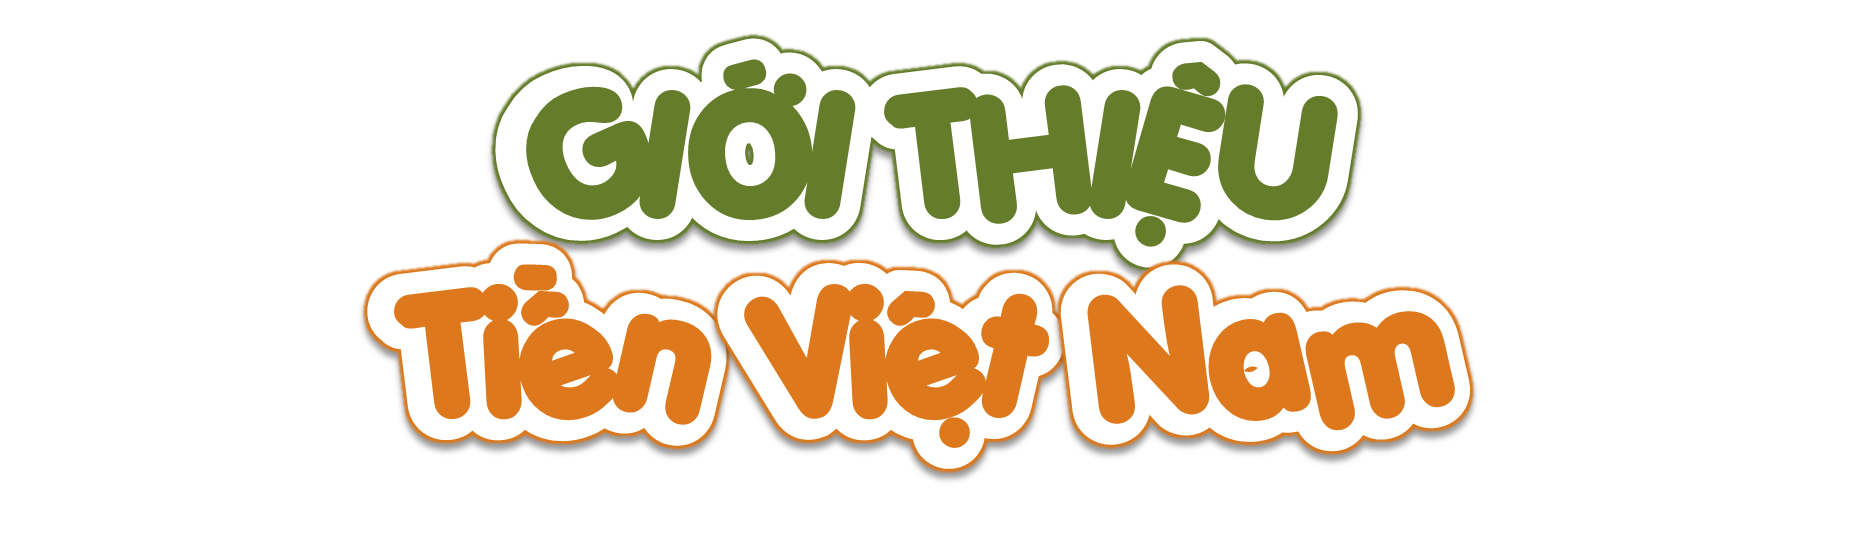 GIỚI THIỆU
Tiền Việt Nam